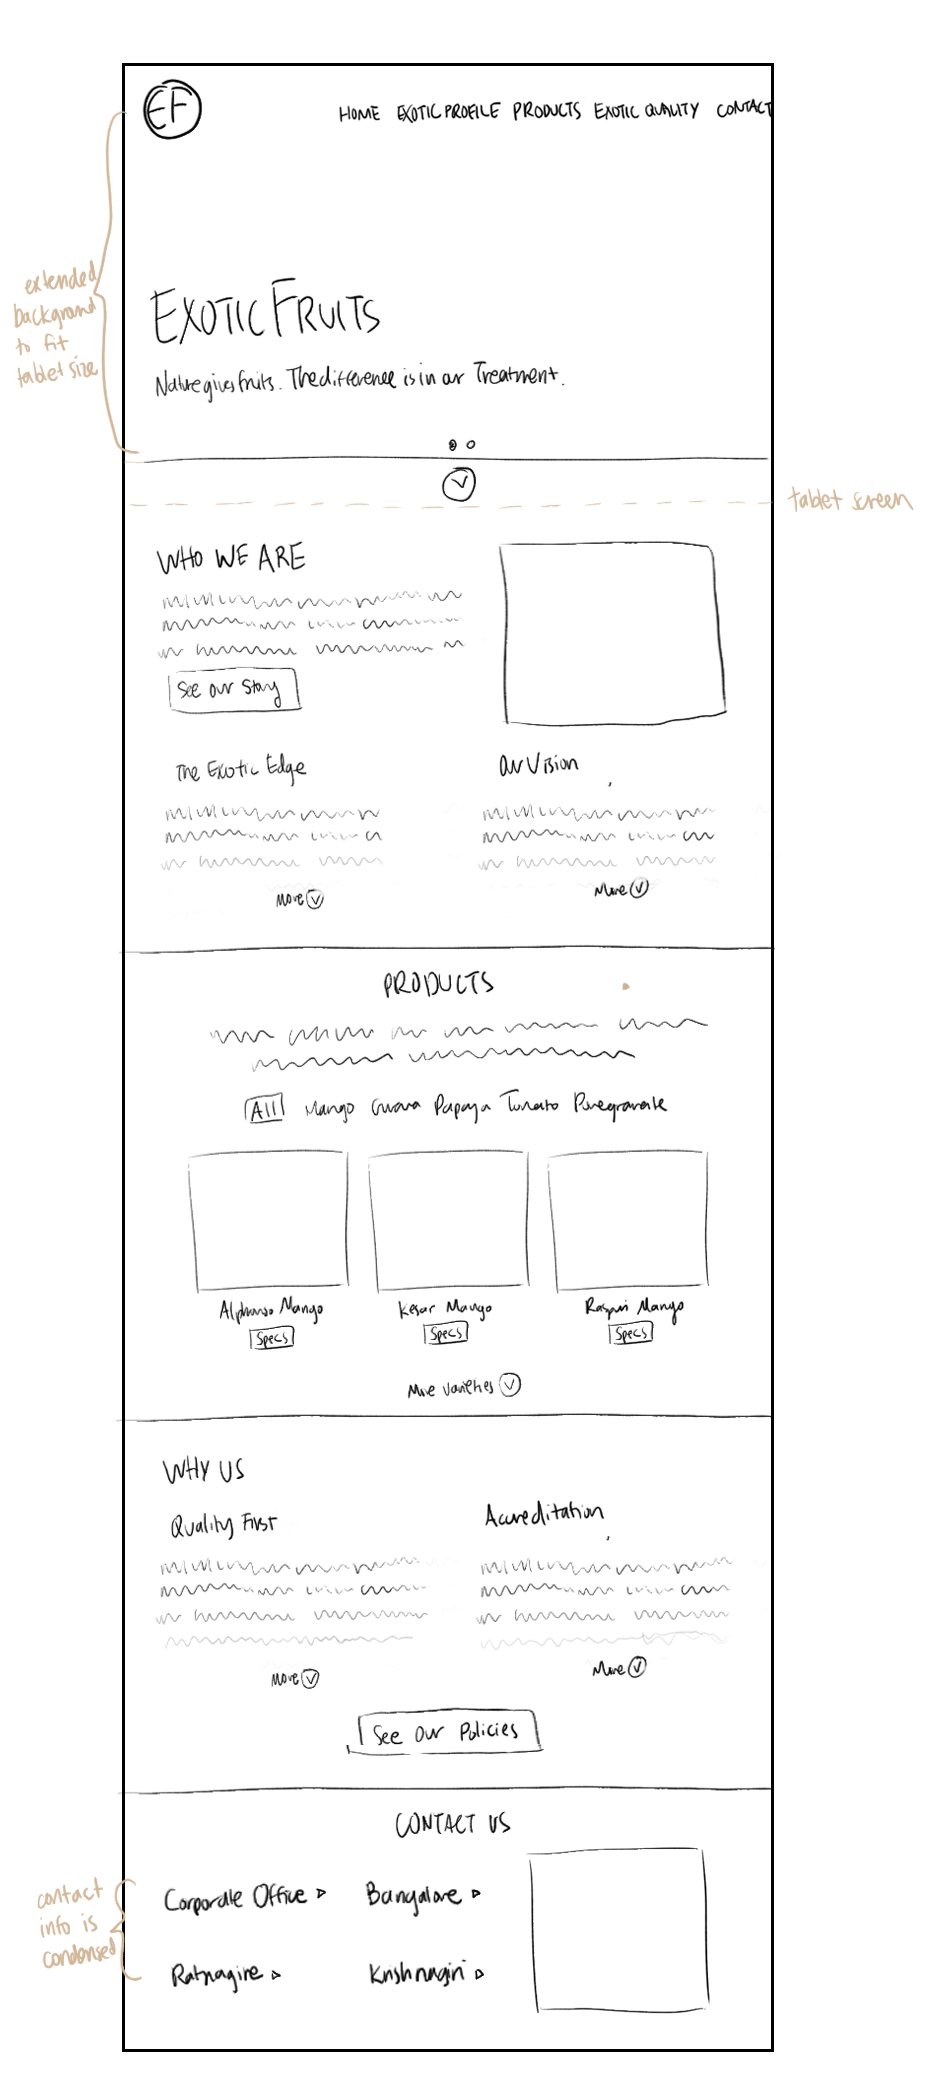 EF
HOME EXOTIC PROFILE PRODUCTS EXOTIC QUALITY CONTACT
extended
background
to fit
tablet size
EXOTIC FRUITS
Nature gives fruits. The difference is in our Treatment.
tablet screen
WHO WE ARE
See our Story
The Exotic Edge
Our Vision
More
More
PRODUCTS
All Mango Guava Papaya Tomato Pomegranate
Alphonso Mango
Kesar Mango
Raspuri Mango
Specs
Specs
Specs
More varieties
WHY US
Quality First
Accreditation
More
More
See Our Policies
CONTACT US
contact
info is
condensed
Corporate Office
Bangalore
Ratnagire
Krishnagiri